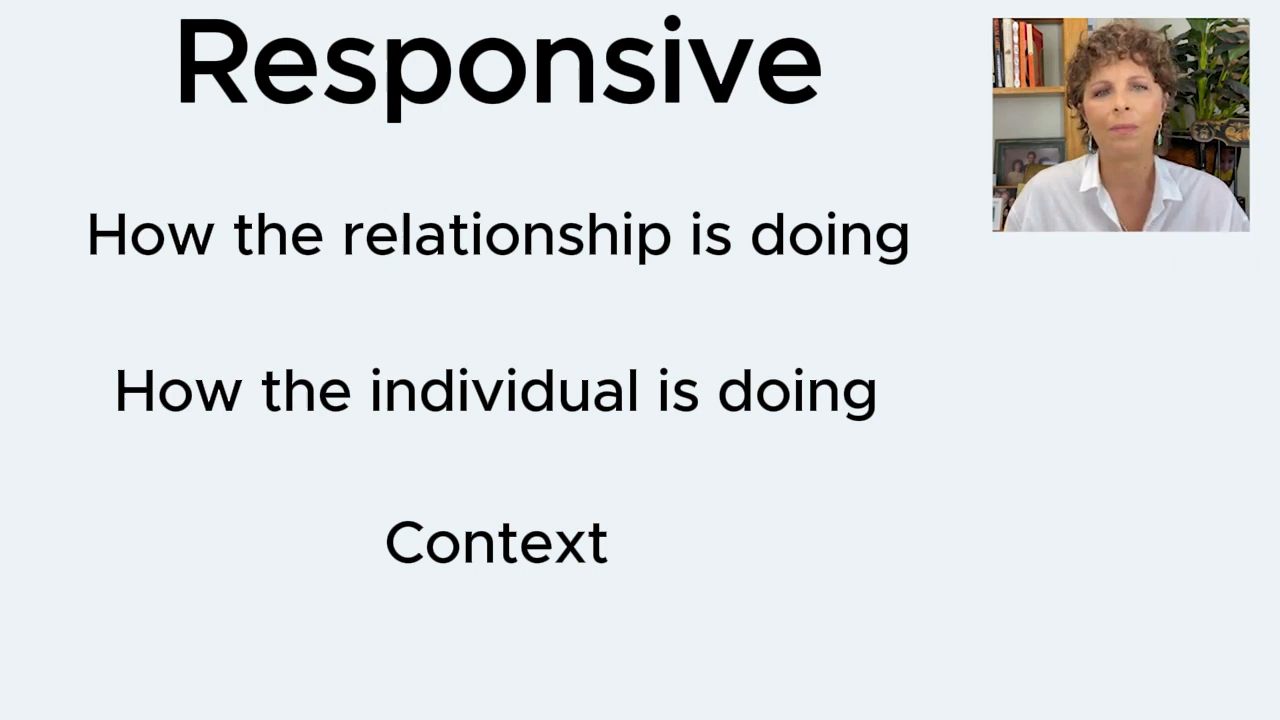 Responsive
How the relationship is doing
How the individual is doing
Context